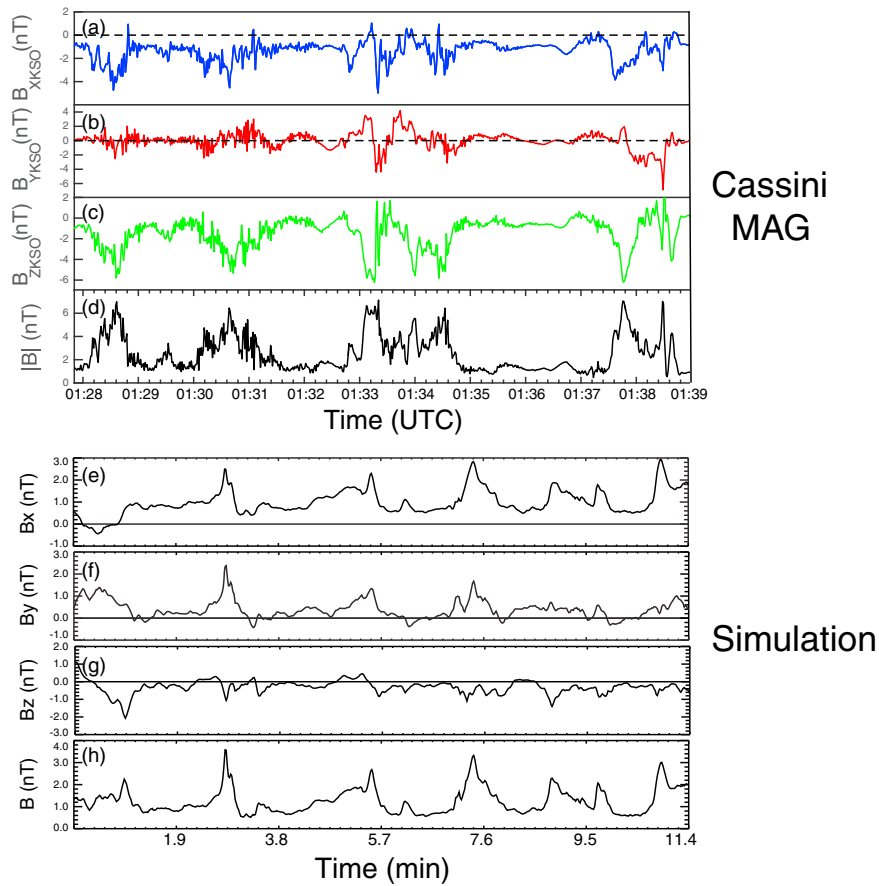 (a)
B_XKSO (nT)
2
0
-2
-4
(b)
B_YKSO (nT)
4
2
0
-2
-4
-6
(c)
B_ZKSO (nT)
0
-2
-4
-6
(d)
|B| (nT)
6
4
2
0
01:28 01:29 01:30 01:31 01:33 01:34 01:35 01:36 01:38 01:39
Time (UTC)
Cassini
MAG
(e)
Bx (nT)
3.0
2.0
1.0
0.0
-1.0
(f)
By (nT)
3.0
2.0
1.0
0.0
-1.0
(g)
Bz (nT)
2.0
1.0
0.0
-1.0
-2.0
-3.0
(h)
B (nT)
4.0
3.0
2.0
1.0
0.0
1.9 3.8 5.7 7.6 9.5 11.4
Time (min)
Simulation